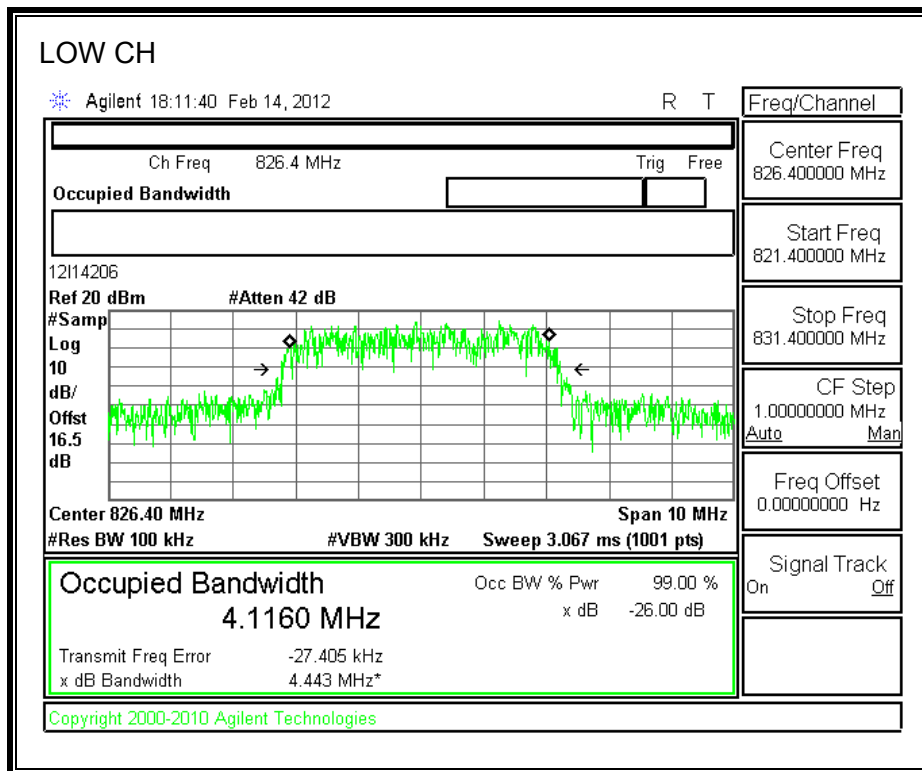 LOW CH
Agilent 18:11:40 Feb 14, 2012 R T
Freq/Channel
Ch Freq 826.4 MHz Trig Free
Occupied Bandwidth
Center Freq
826.400000 MHz
Start Freq
821.400000 MHz
Stop Freq
831.400000 MHz
CF Step
1.00000000 MHz
Auto Man
Freq Offset
0.00000000 Hz
Signal Track
On Off
12I14206
Ref 20 dBm #Atten 42 dB
#Samp
Log
10
dB/
Offst
16.5
dB
Center 826.40 MHz Span 10 MHz
#Res BW 100 kHz #VBW 300 kHz Sweep 3.067 ms (1001 pts)
Occupied Bandwidth
4.1160 MHz
Occ BW % Pwr 99.00 %
x dB -26.00 dB
Transmit Freq Error -27.405 kHz
x dB Bandwidth 4.443 MHz*
Copyright 2000-2010 Agilent Technologies